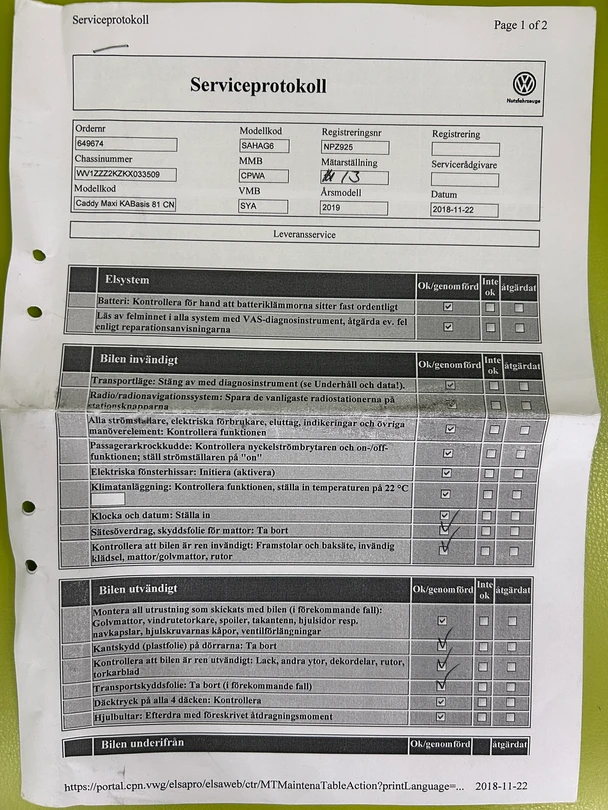 Serviceprotokoll
Page 1 of 2
Serviceprotokoll
Nutzfahrzeuge
Ordernr
649674
Modellkod
SAHAG6
Registreringsnr
NPZ925
Registrering
Chassinummer
WV1ZZZ2KZKX033509
MMB
CPWA
Mätarställning
13
Servicerådgivare
Modellkod
Caddy Maxi KABasis 81 CN
VMB
SYA
Årsmodell
2019
Datum
2018-11-22
Leveransservice
Elsystem Ok/genomförd Inte ok åtgärdat
Batteri: Kontrollera för hand att batteriklämmorna sitter fast ordentligt
Läs av felminnet i alla system med VAS-diagnosinstrument, åtgärda ev. fel
enligt reparationsanvisningarna
Bilen invändigt Ok/genomförd Inte ok åtgärdat
Transportläge: Stäng av med diagnosinstrument (se Underhåll och data!).
Radio/radionavigationssystem: Spara de vanligaste radiostationerna på
stationsknapparna
Alla strömställare, elektriska förbrukare, eluttag, indikeringar och övriga
manöverelement: Kontrollera funktionen
Passagerarkrockkudde: Kontrollera nyckelströmbrytaren och on-/off-
funktionen; ställ strömställaren på "on"
Elektriska fönsterhissar: Initiera (aktivera)
Klimatanläggning: Kontrollera funktionen, ställa in temperaturen på 22 °C
Klocka och datum: Ställa in
Sätesöverdrag, skyddsfolie för mattor: Ta bort
Kontrollera att bilen är ren invändigt: Framstolar och baksäte, invändig
klädsel, mattor/golvmattor, rutor
Bilen utvändigt Ok/genomförd Inte ok åtgärdat
Montera all utrustning som skickats med bilen (i förekommande fall):
Golvmattor, vindrutetorkare, spoiler, takantenn, hjulsidor resp.
navkapslar, hjulskruvarnas kåpor, ventilförlängningar
Kantskydd (plastfolie) på dörrarna: Ta bort
Kontrollera att bilen är ren utvändigt: Lack, andra ytor, dekordelar, rutor,
torkarblad
Transportskyddsfolie: Ta bort (i förekommande fall)
Däcktryck på alla 4 däcken: Kontrollera
Hjulbultar: Efterdra med föreskrivet åtdragningsmoment
Bilen underifrån Ok/genomförd åtgärdat
https://portal.cpn.vwg/elsapro/elsaweb/ctr/MTMaintenaTableAction?printLanguage=... 2018-11-22